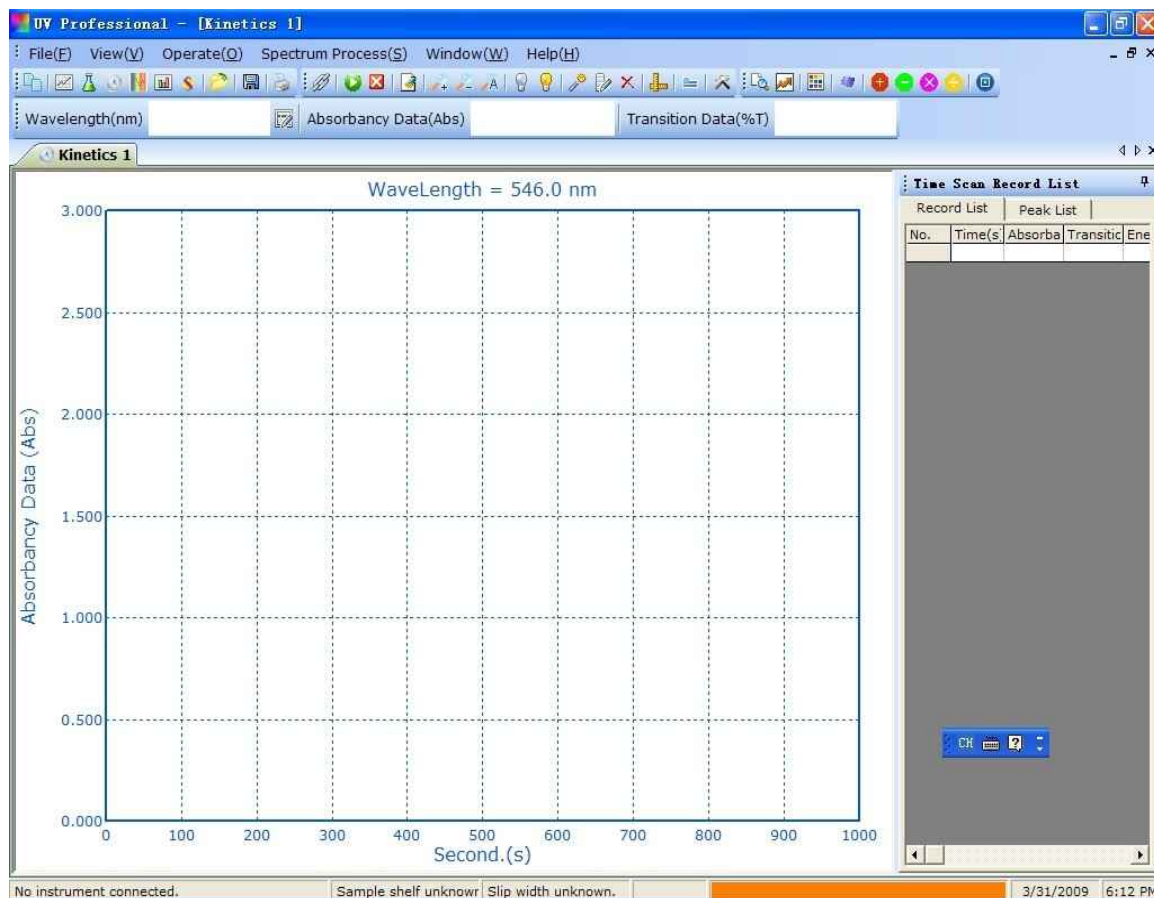 UV Professional - [Kinetics 1]
File(F) View(V) Operate(O) Spectrum Process(S) Window(W) Help(H)
Wavelength(nm) Absorbancy Data(Abs) Transition Data(%T)
Kinetics 1
WaveLength = 546.0 nm
3.000
2.500
2.000
1.500
1.000
0.500
0.000
Absorbancy Data (Abs)
0 100 200 300 400 500 600 700 800 900 1000
Second.(s)
Time Scan Record List
Record List Peak List
No. Time(s Absorba Transitic Ene
CH
No instrument connected. Sample shelf unknowr Slip width unknown. 3/31/2009 6:12 PM